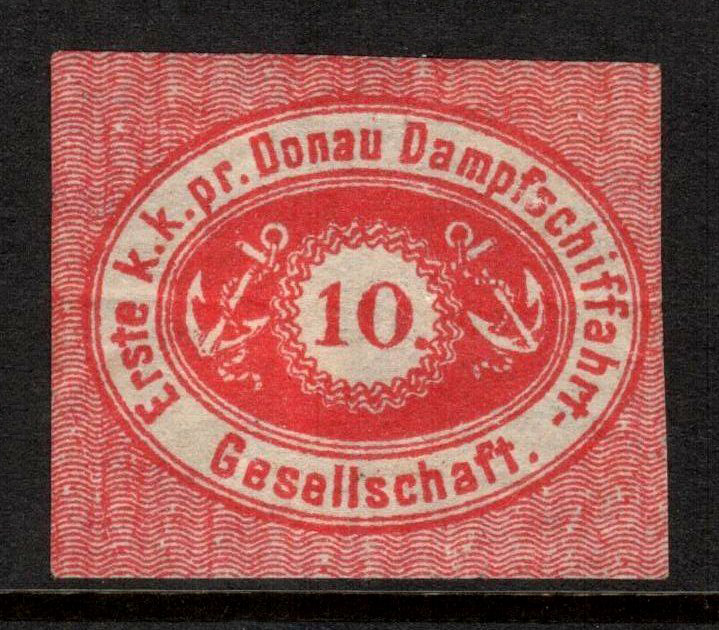 Erste k.k.pr. Donau Dampfschiffahrt-
Gesellschaft.
10.